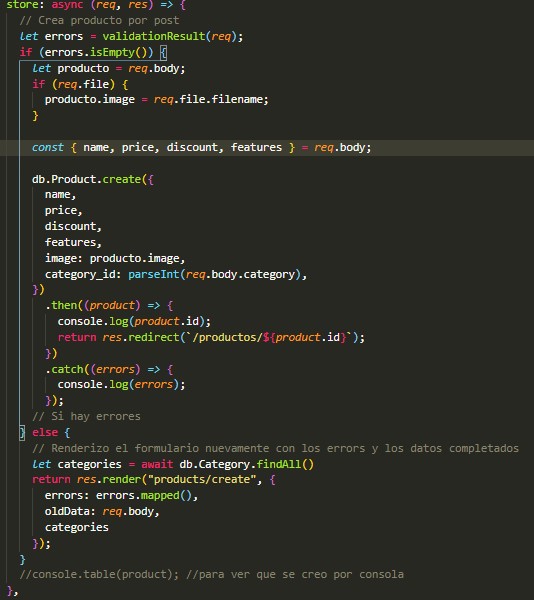 store: async (req, res) => {
// Crea producto por post
let errors = validationResult(req);
if (errors.isEmpty()) {
let producto = req.body;
if (req.file) {
producto.image = req.file.filename;
}
const { name, price, discount, features } = req.body;
db.Product.create({
name,
price,
discount,
features,
image: producto.image,
category_id: parseInt(req.body.category),
})
.then((product) => {
console.log(product.id);
return res.redirect(`/productos/${product.id}`);
})
.catch((errors) => {
console.log(errors);
});
// Si hay errores
} else {
// Renderizo el formulario nuevamente con los errors y los datos completados
let categories = await db.Category.findAll()
return res.render("products/create", {
errors: errors.mapped(),
oldData: req.body,
categories
});
}
//console.table(product); //para ver que se creo por consola
},